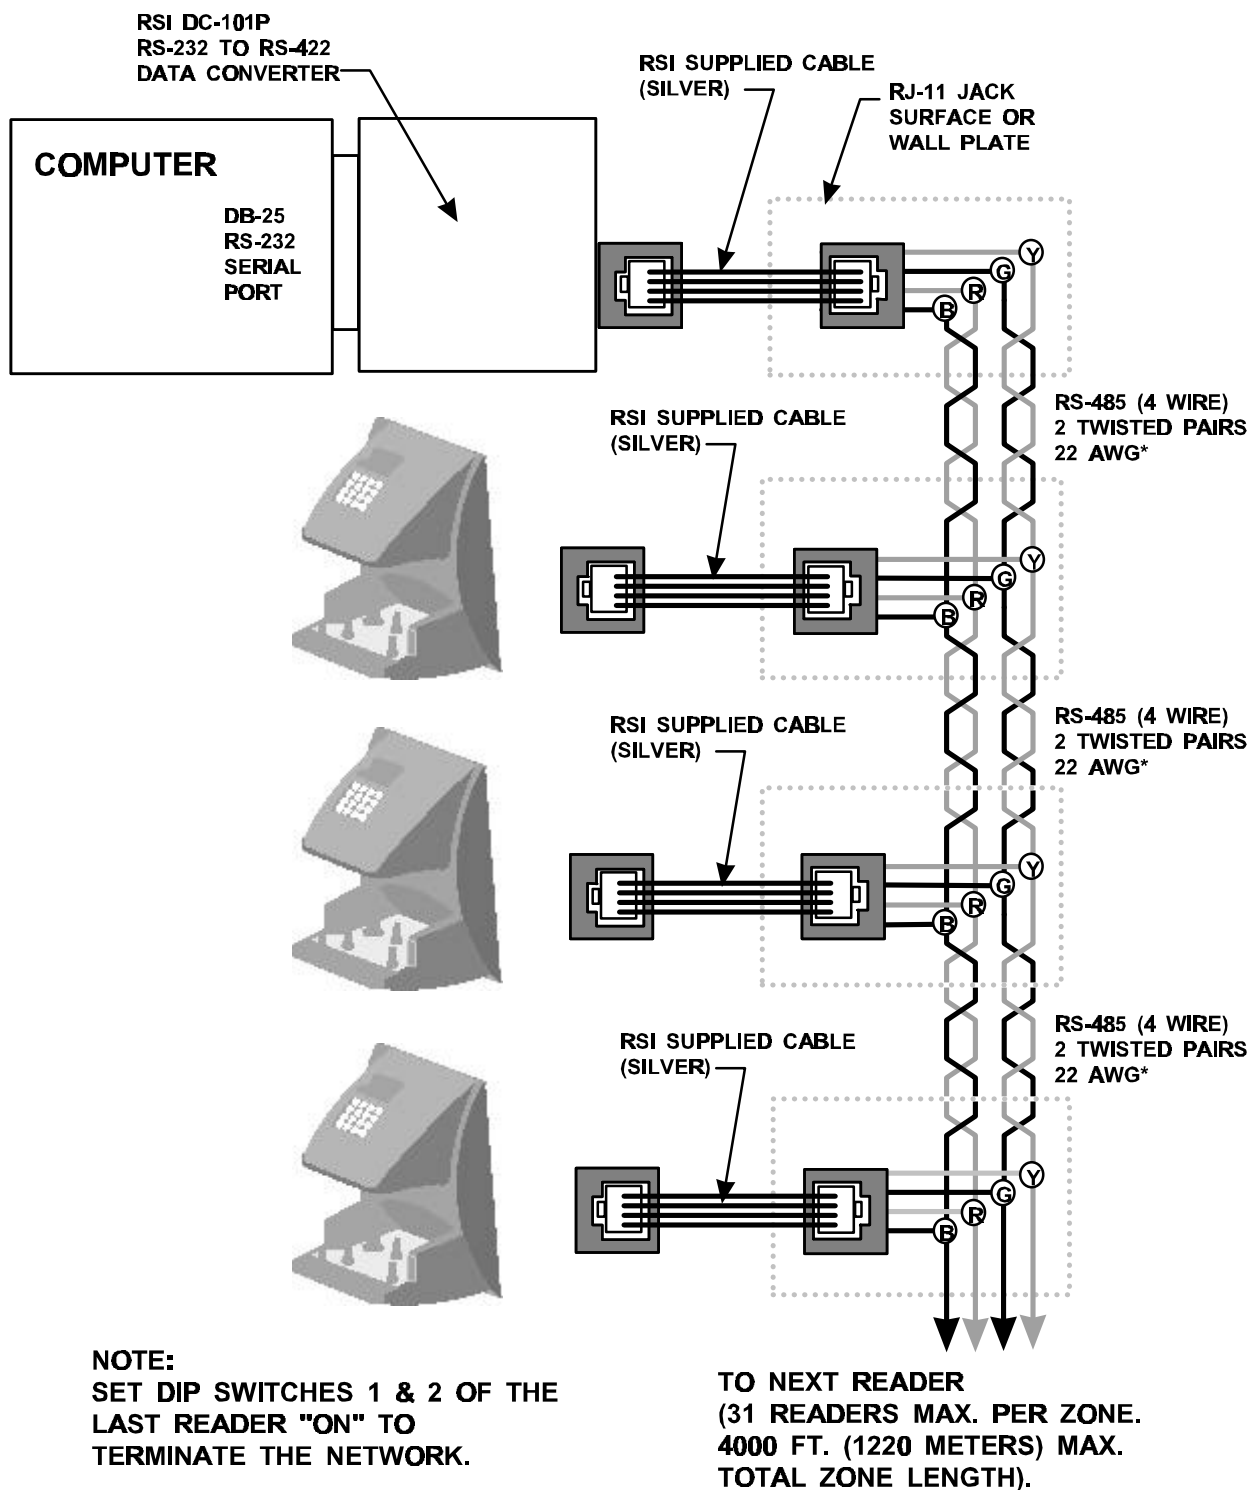 RSI DC-101P
RS-232 TO RS-422
DATA CONVERTER
RSI SUPPLIED CABLE
(SILVER)
RJ-11 JACK
SURFACE OR
WALL PLATE
COMPUTER
DB-25
RS-232
SERIAL
PORT
Y
G
R
B
RS-485 (4 WIRE)
2 TWISTED PAIRS
22 AWG*
RSI SUPPLIED CABLE
(SILVER)
Y
G
R
B
RS-485 (4 WIRE)
2 TWISTED PAIRS
22 AWG*
RSI SUPPLIED CABLE
(SILVER)
Y
G
R
B
RS-485 (4 WIRE)
2 TWISTED PAIRS
22 AWG*
RSI SUPPLIED CABLE
(SILVER)
Y
G
R
B
NOTE:
SET DIP SWITCHES 1 & 2 OF THE
LAST READER "ON" TO
TERMINATE THE NETWORK.
TO NEXT READER
(31 READERS MAX. PER ZONE.
4000 FT. (1220 METERS) MAX.
TOTAL ZONE LENGTH).